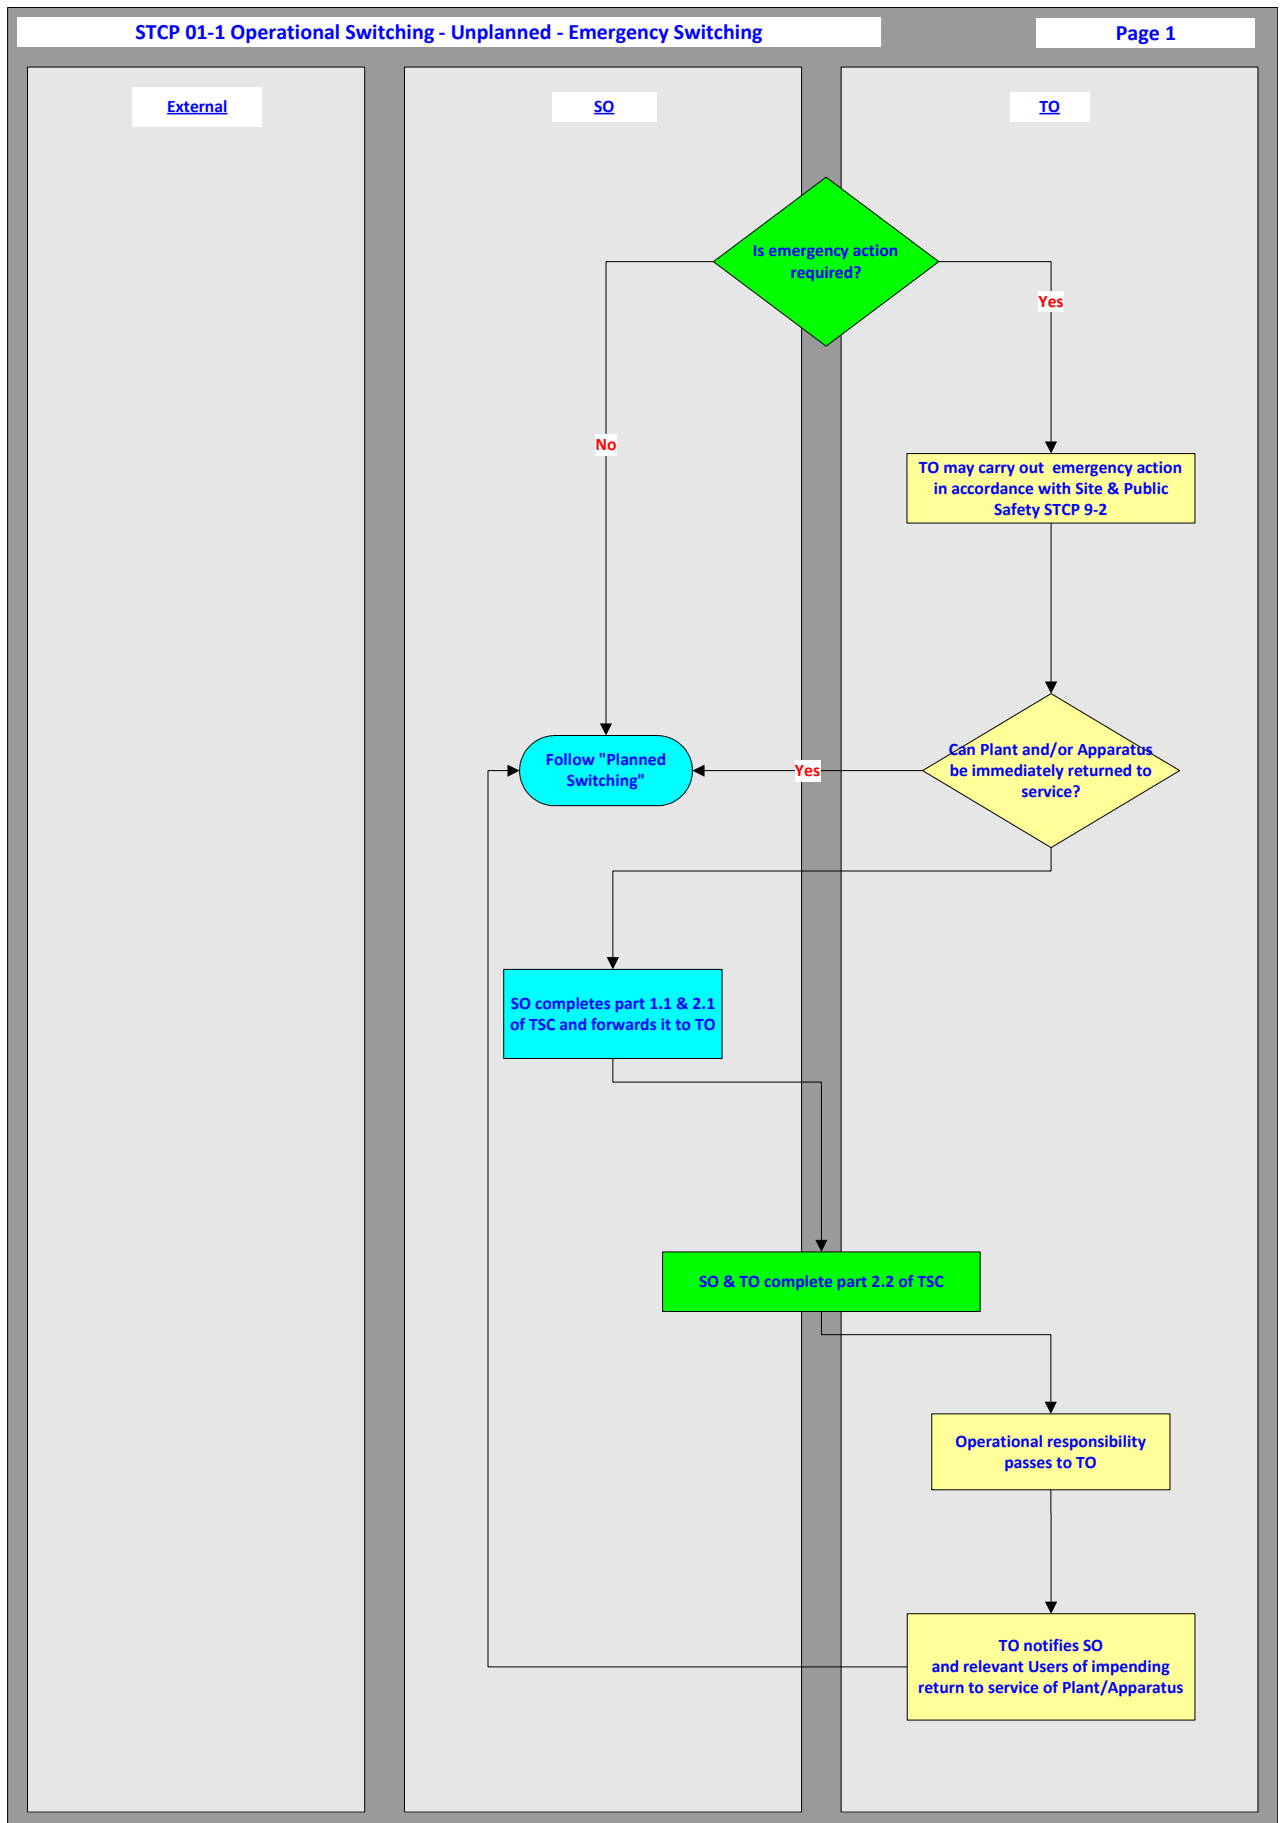 STCP 01-1 Operational Switching - Unplanned - Emergency Switching
Page 1
External
SO
TO
Is emergency action
required?
Yes
No
TO may carry out emergency action
in accordance with Site & Public
Safety STCP 9-2
Can Plant and/or Apparatus
be immediately returned to
service?
Yes
Follow "Planned
Switching"
SO completes part 1.1 & 2.1
of TSC and forwards it to TO
SO & TO complete part 2.2 of TSC
Operational responsibility
passes to TO
TO notifies SO
and relevant Users of impending
return to service of Plant/Apparatus